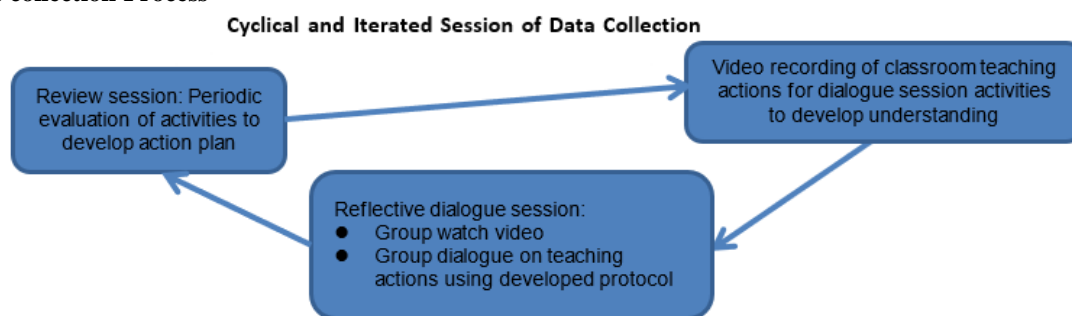 Collection Process
Cyclical and Iterated Session of Data Collection
Review session: Periodic
evaluation of activities to
develop action plan
Video recording of classroom teaching
actions for dialogue session activities
to develop understanding
Reflective dialogue session:
● Group watch video
● Group dialogue on teaching
actions using developed protocol